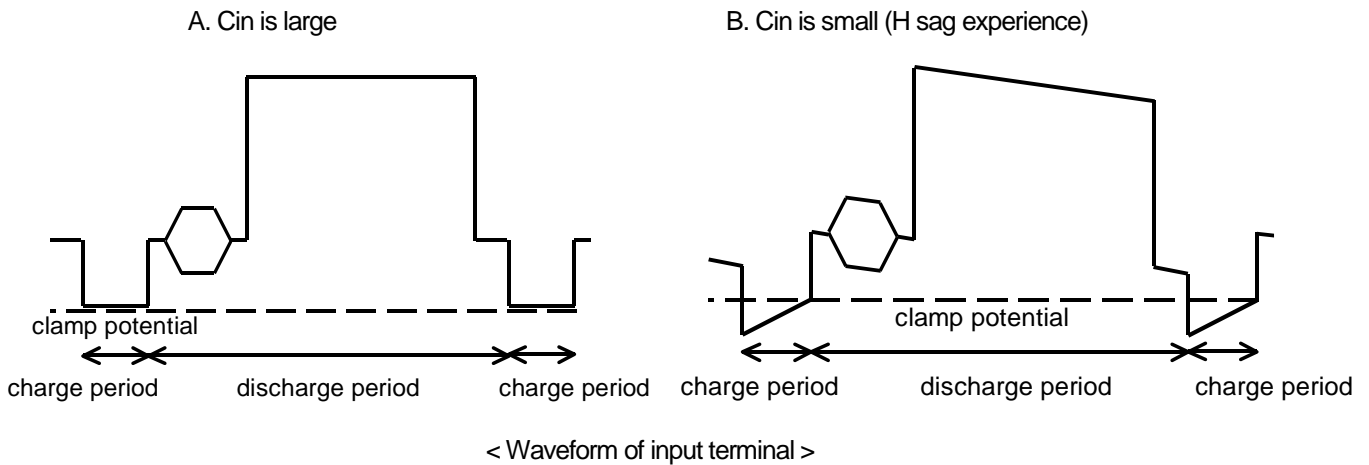 A. Cin is large
B. Cin is small (H sag experience)
clamp potential
charge period
discharge period
charge period
clamp potential
charge period
discharge period
charge period
< Waveform of input terminal >